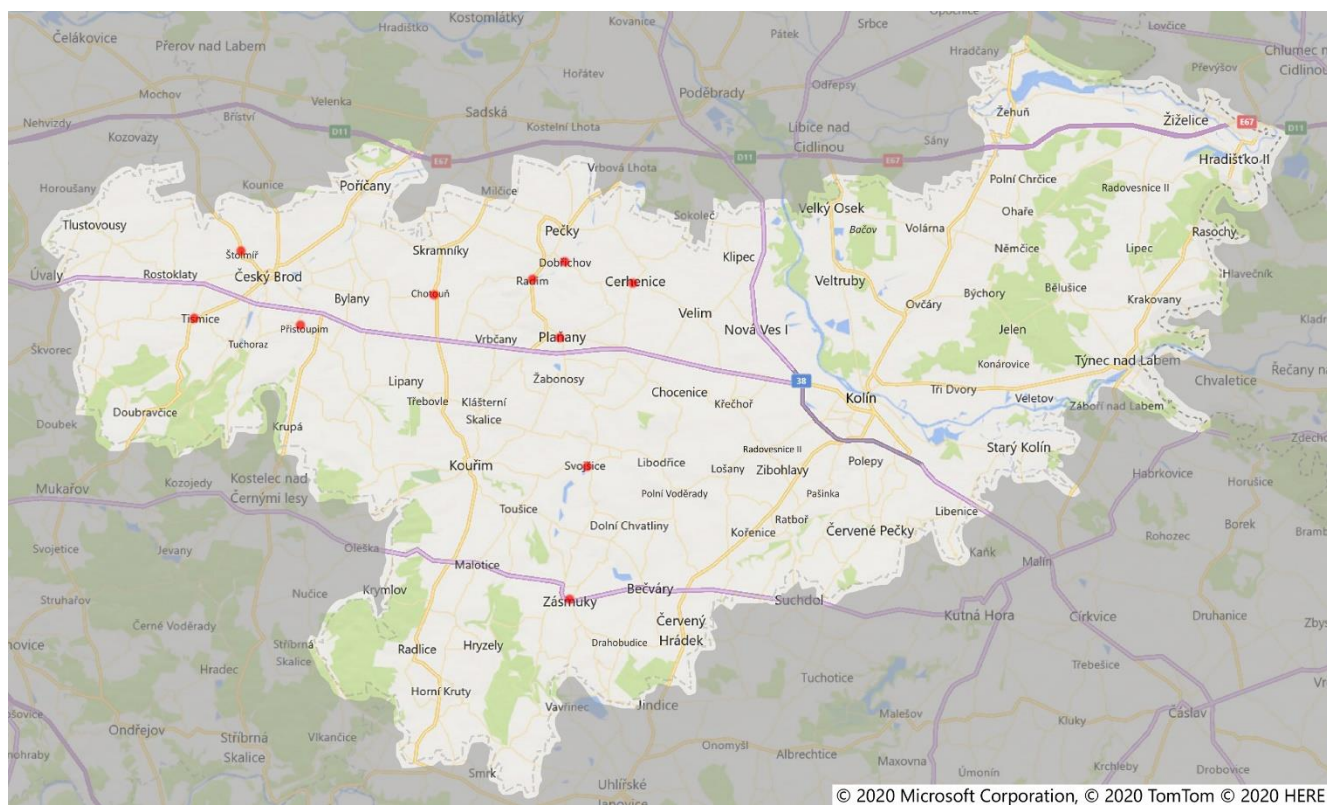 Kostomlátky
Čelákovice
Přerov nad Labem
Hradišťko
Kovanice
Pátek
Srbce
Lovčice
Hradčany
Chlumec n
Cidlinou
Převýšov
Hořátev
Odřepsy
Mochov
Velenka
Sadská
Poděbrady
Nehvizdy
Bříství
D11
Kostelní Lhota
Libice nad
Cidlinou
Žehuň
Žiželice
E67
D11
Kozovazy
E67
D11
Sány
E67
Hradišťko II
Horoušany
Kounice
Poříčany
Milčice
Vrbová Lhota
Polní Chrčice
Radovesnice II
Tlustovousy
Sokoleč
Velký Osek
Ohaře
Pečky
Bačov
Volárna
Rasochy
Štolmíř
Skramníky
Klipec
Němčice
Lipec
Úvaly
Rostoklaty
Český Brod
Dobřichov
Radim
Cerhenice
Veltruby
Hlavečník
Bylany
Chotouň
Ovčáry
Býchory
Bělušice
Krakovany
Tismice
Přistoupim
Velim
Nová Ves I
Jelen
Kladr
Škvorec
Tuchoraz
Vrbčany
Plaňany
Konárovice
Týnec nad Labem
Řečany na
Lipany
Žabonosy
38
Chvaletice
Doubravčice
Třebovle
Klášterní
Skalice
Chocenice
Křečhoř
Kolín
Tři Dvory
Veletov
Záboří nad Labem
Doubek
Krupá
Radovesnice II
Starý Kolín
Zdecho
Kouřim
Svojšice
Libodřice
Lošany
Zibohlavy
Polepy
Mukařov
Kozojedy
Kostelec nad
Černými lesy
Habrkovice
Horušice
Toušice
Polní Voděrady
Pašinka
Libenice
Dolní Chvatliny
Kořenice
Ratboř
Červené Pečky
Borek
Bramb
Svojetice
Jevany
Oleška
Rohozec
Kaňk
Malotice
Malín
Krymlov
Bečváry
Struhařov
Nučice
Zásmuky
Suchdol
Kutná Hora
Církvice
Druhanice
Černé Voděrady
Červený
Hrádek
Zbys
Stříbrná
Skalice
Radlice
Hryzely
Drahobudice
Hradec
Třebešice
Horní Kruty
Tuchotice
Vavřinec
Jindice
Malešov
Čáslav
Ondřejov
Stříbrná
Skalice
Vlkančice
Kluky
Onomyšl
Albrechtice
Maxovna
Krchleby
Drobovice
Smrk
Uhlířské
Janovice
Úmonín
© 2020 Microsoft Corporation, © 2020 TomTom © 2020 HERE